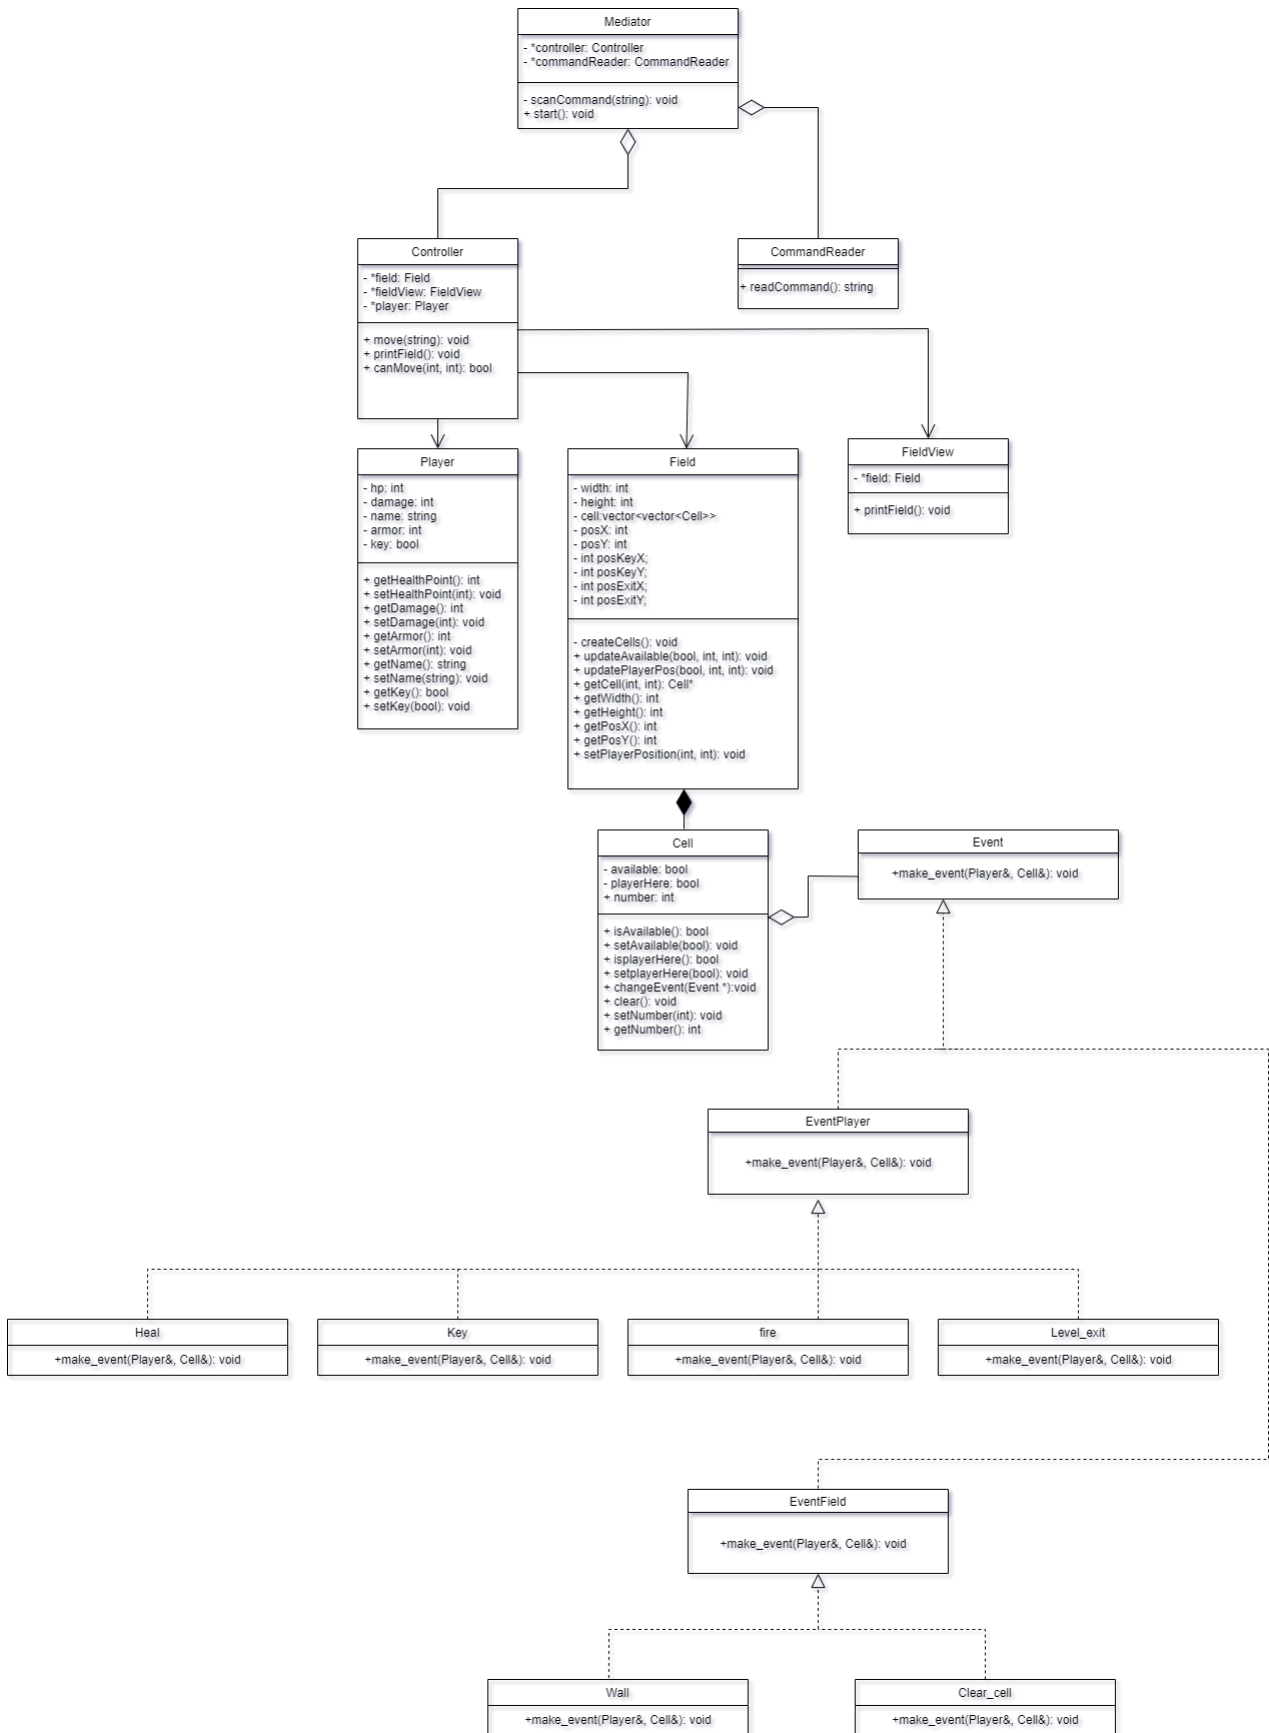 Mediator
- *controller: Controller
- *commandReader: CommandReader
- scanCommand(string): void
+ start(): void
Controller
- *field: Field
- *fieldView: FieldView
- *player: Player
+ move(string): void
+ printField(): void
+ canMove(int, int): bool
CommandReader
+ readCommand(): string
Player
- hp: int
- damage: int
- name: string
- armor: int
- key: bool
+ getHealthPoint(): int
+ setHealthPoint(int): void
+ getDamage(): int
+ setDamage(int): void
+ getArmor(): int
+ setArmor(int): void
+ getName(): string
+ setName(string): void
+ getKey(): bool
+ setKey(bool): void
Field
- width: int
- height: int
- cell:vector<vector<Cell>>
- posX: int
- posY: int
- int posKeyX;
- int posKeyY;
- int posExitX;
- int posExitY;
- createCells(): void
+ updateAvailable(bool, int, int): void
+ updatePlayerPos(bool, int, int): void
+ getCell(int, int): Cell*
+ getWidth(): int
+ getHeight(): int
+ getPosX(): int
+ getPosY(): int
+ setPlayerPosition(int, int): void
FieldView
- *field: Field
+ printField(): void
Cell
- available: bool
- playerHere: bool
+ number: int
+ isAvailable(): bool
+ setAvailable(bool): void
+ isplayerHere(): bool
+ setplayerHere(bool): void
+ changeEvent(Event *):void
+ clear(): void
+ setNumber(int): void
+ getNumber(): int
Event
+make_event(Player&, Cell&): void
EventPlayer
+make_event(Player&, Cell&): void
Heal
+make_event(Player&, Cell&): void
Key
+make_event(Player&, Cell&): void
fire
+make_event(Player&, Cell&): void
Level_exit
+make_event(Player&, Cell&): void
EventField
+make_event(Player&, Cell&): void
Wall
+make_event(Player&, Cell&): void
Clear_cell
+make_event(Player&, Cell&): void